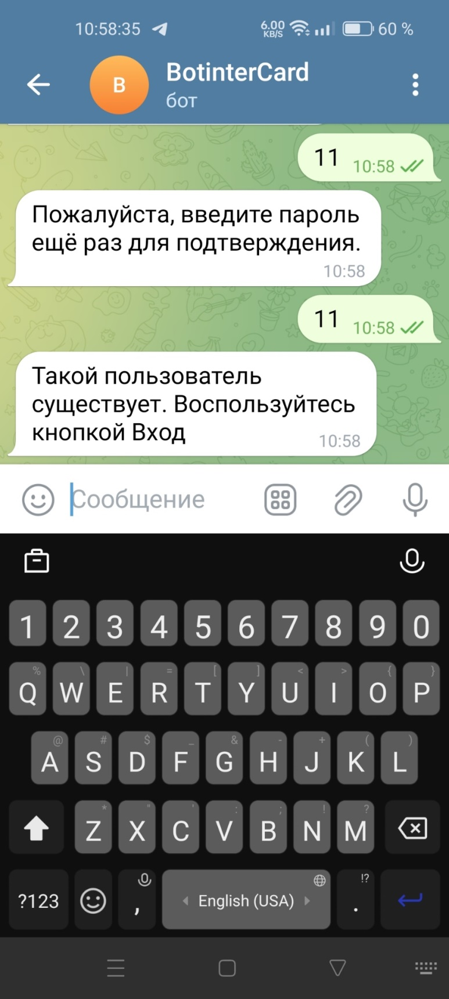 10:58:35 6.00 KB/S 60 %
B BotinterCard
бот
11 10:58
Пожалуйста, введите пароль
ещё раз для подтверждения.
10:58
11 10:58
Такой пользователь
существует. Воспользуйтесь
кнопкой Вход 10:58
Сообщение
1 2 3 4 5 6 7 8 9 0
% \ | = [ ] < > { }
Q W E R T Y U I O P
@ # $ _ & - + ( )
A S D F G H J K L
* " ' : ; ! ?
Z X C V B N M
!?
?123 , English (USA) .